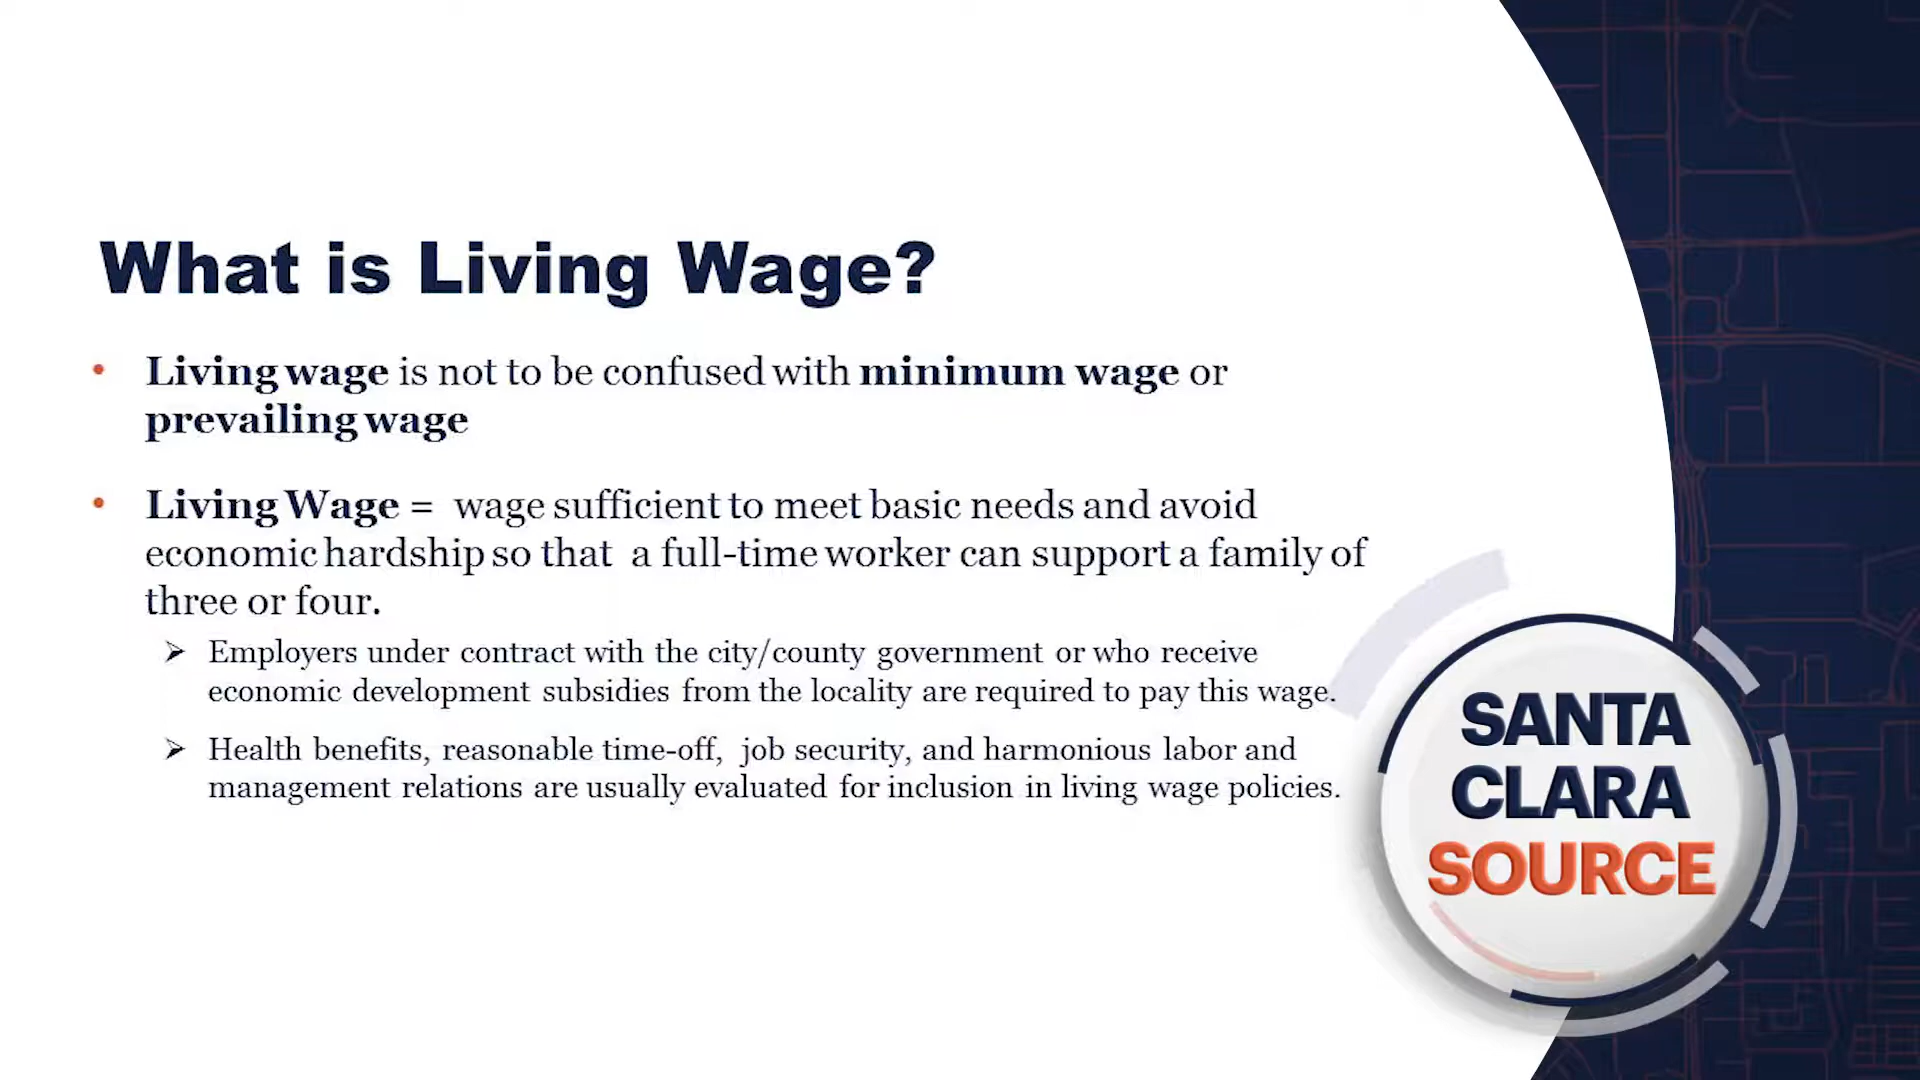 What is Living Wage?
• Living wage is not to be confused with minimum wage or
prevailing wage
• Living Wage = wage sufficient to meet basic needs and avoid
economic hardship so that a full-time worker can support a family of
three or four.
➢ Employers under contract with the city/county government or who receive
economic development subsidies from the locality are required to pay this wage.
➢ Health benefits, reasonable time-off, job security, and harmonious labor and
management relations are usually evaluated for inclusion in living wage policies.
SANTA
CLARA
SOURCE